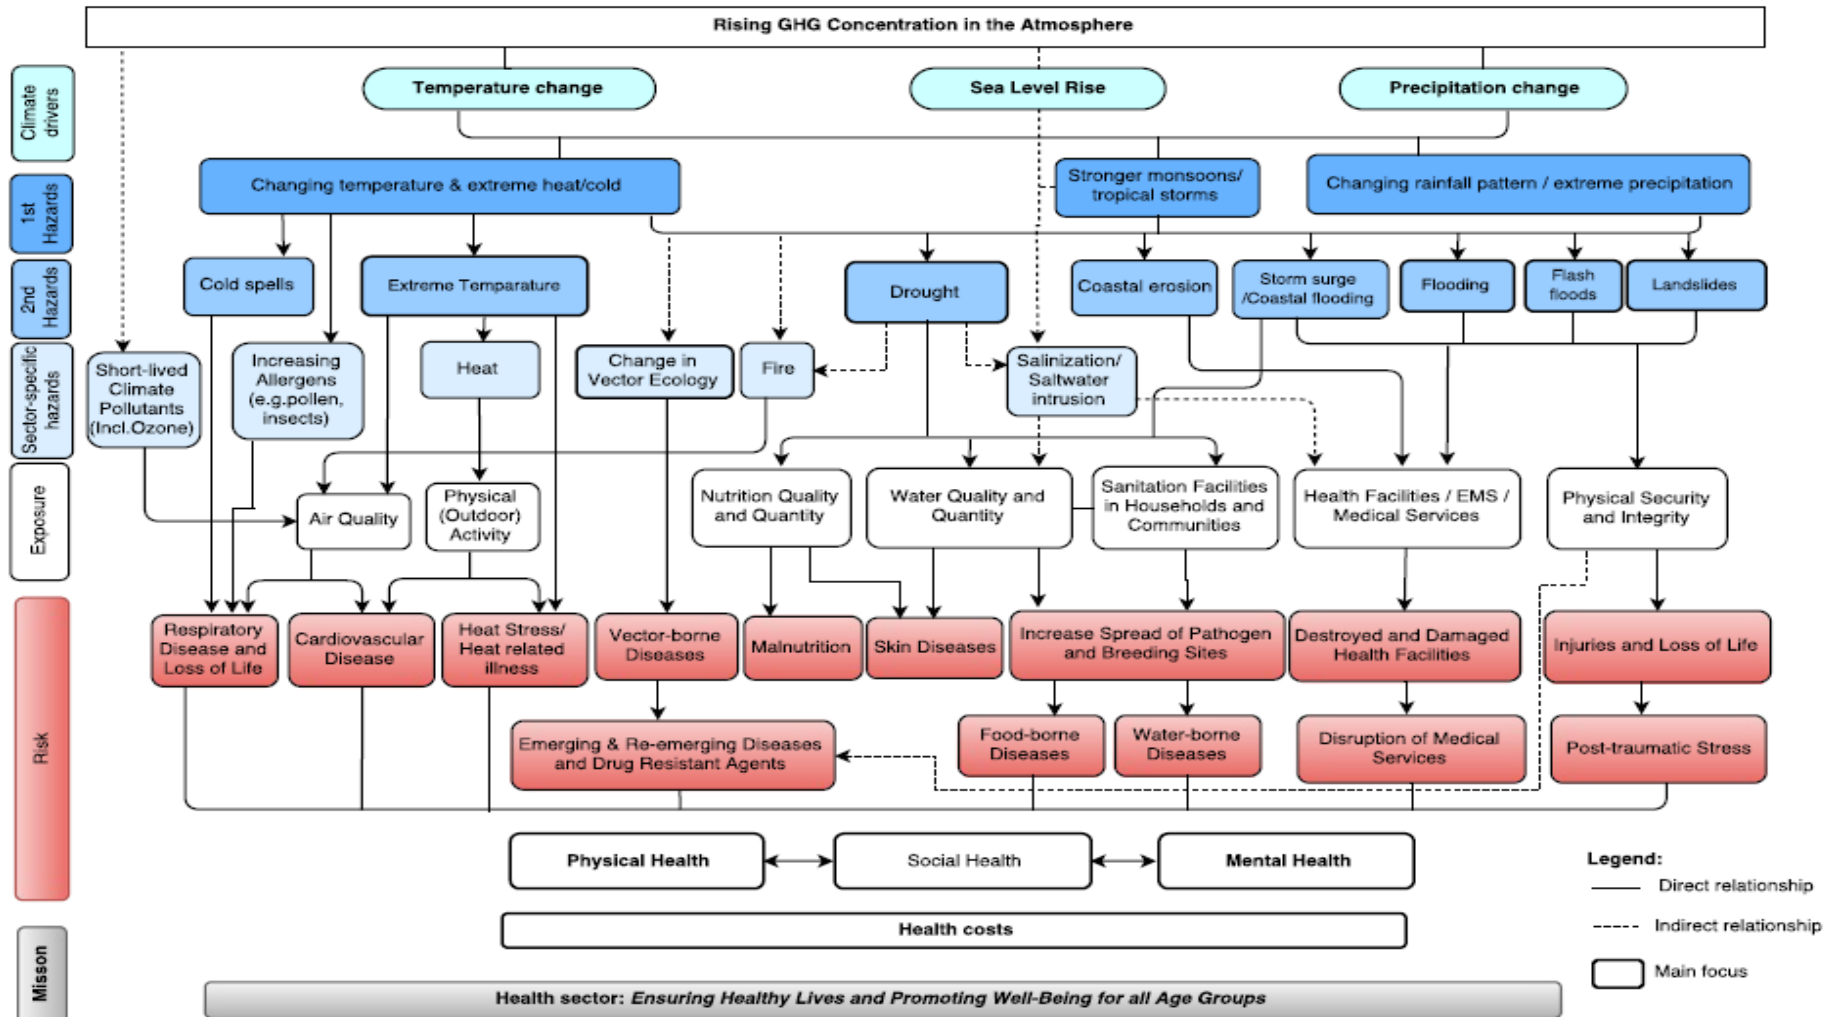 Rising GHG Concentration in the Atmosphere
Climate
drivers
Temperature change
Sea Level Rise
Precipitation change
1st
Hazards
Changing temperature & extreme heat/cold
Stronger monsoons/
tropical storms
Changing rainfall pattern / extreme precipitation
2nd
Hazards
Cold spells
Extreme Temparature
Drought
Coastal erosion
Storm surge
/Coastal flooding
Flooding
Flash
floods
Landslides
Sector-specific
hazards
Short-lived
Climate
Pollutants
(Incl.Ozone)
Increasing
Allergens
(e.g.pollen,
insects)
Heat
Change in
Vector Ecology
Fire
Salinization/
Saltwater
intrusion
Exposure
Air Quality
Physical
(Outdoor)
Activity
Nutrition Quality
and Quantity
Water Quality and
Quantity
Sanitation Facilities
in Households and
Communities
Health Facilities / EMS /
Medical Services
Physical Security
and Integrity
Risk
Respiratory
Disease and
Loss of Life
Cardiovascular
Disease
Heat Stress/
Heat related
illness
Vector-borne
Diseases
Malnutrition
Skin Diseases
Increase Spread of Pathogen
and Breeding Sites
Destroyed and Damaged
Health Facilities
Injuries and Loss of Life
Emerging & Re-emerging Diseases
and Drug Resistant Agents
Food-borne
Diseases
Water-borne
Diseases
Disruption of Medical
Services
Post-traumatic Stress
Physical Health
Social Health
Mental Health
Health costs
Legend:
Direct relationship
Indirect relationship
Main focus
Misson
Health sector: Ensuring Healthy Lives and Promoting Well-Being for all Age Groups